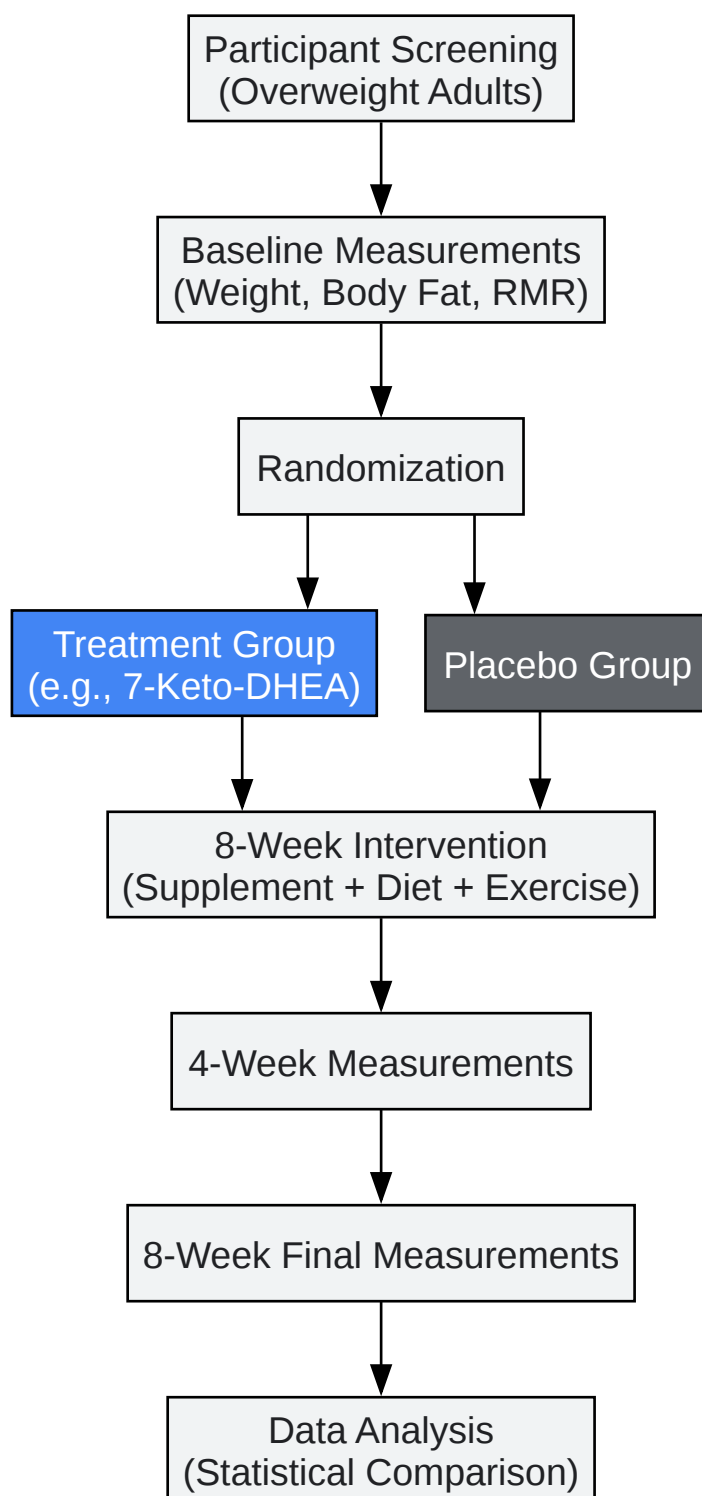 Participant Screening
(Overweight Adults)
Baseline Measurements
(Weight, Body Fat, RMR)
Randomization
Treatment Group
(e.g., 7-Keto-DHEA)
Placebo Group
8-Week Intervention
(Supplement + Diet + Exercise)
4-Week Measurements
8-Week Final Measurements
Data Analysis
(Statistical Comparison)